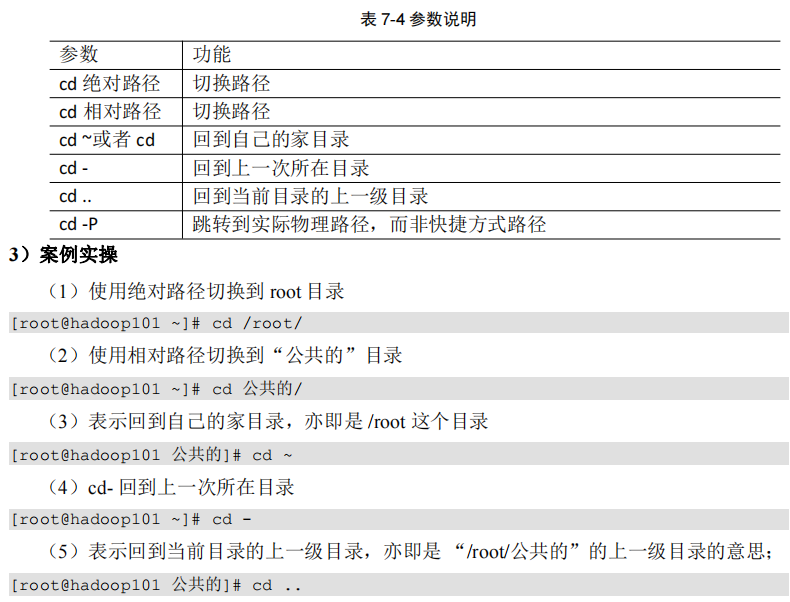 表 7-4 参数说明
参数 功能
cd 绝对路径 切换路径
cd 相对路径 切换路径
cd ~或者 cd 回到自己的家目录
cd - 回到上一次所在目录
cd .. 回到当前目录的上一级目录
cd -P 跳转到实际物理路径，而非快捷方式路径
3）案例实操
（1）使用绝对路径切换到 root 目录
[root@hadoop101 ~]# cd /root/
（2）使用相对路径切换到“公共的”目录
[root@hadoop101 ~]# cd 公共的/
（3）表示回到自己的家目录，亦即是 /root 这个目录
[root@hadoop101 公共的]# cd ~
（4）cd- 回到上一次所在目录
[root@hadoop101 ~]# cd -
（5）表示回到当前目录的上一级目录，亦即是 “/root/公共的”的上一级目录的意思；
[root@hadoop101 公共的]# cd ..